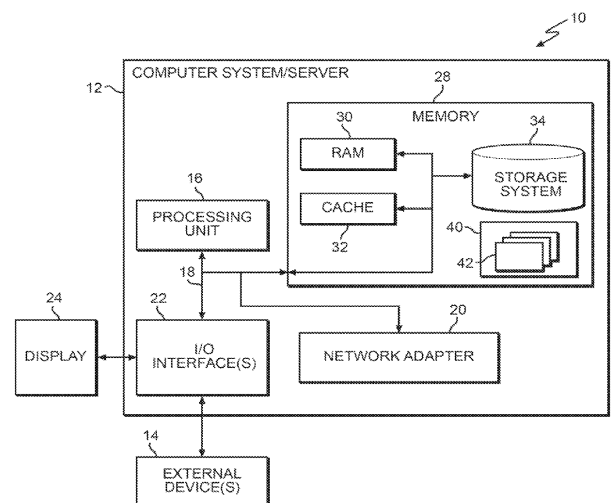 10
12
COMPUTER SYSTEM/SERVER
28
MEMORY
30
RAM
34
STORAGE
SYSTEM
16
PROCESSING
UNIT
CACHE
32
40
42
18
24
DISPLAY
22
I/O
INTERFACE(S)
20
NETWORK ADAPTER
14
EXTERNAL
DEVICE(S)